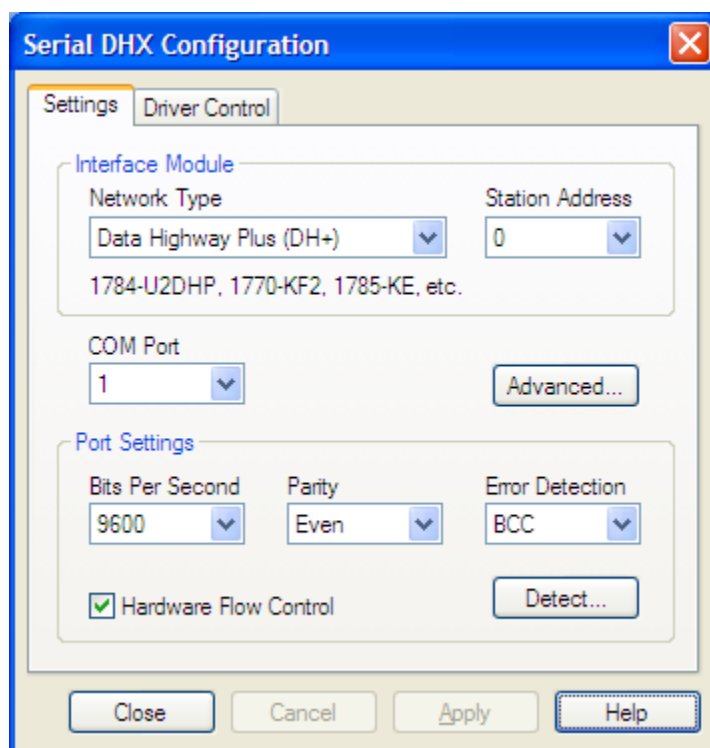 Serial DHX Configuration
Settings Driver Control
Interface Module
Network Type Station Address
Data Highway Plus (DH+) 0
1784-U2DHP, 1770-KF2, 1785-KE, etc.
COM Port
1 Advanced...
Port Settings
Bits Per Second Parity Error Detection
9600 Even BCC
Hardware Flow Control Detect...
Close Cancel Apply Help